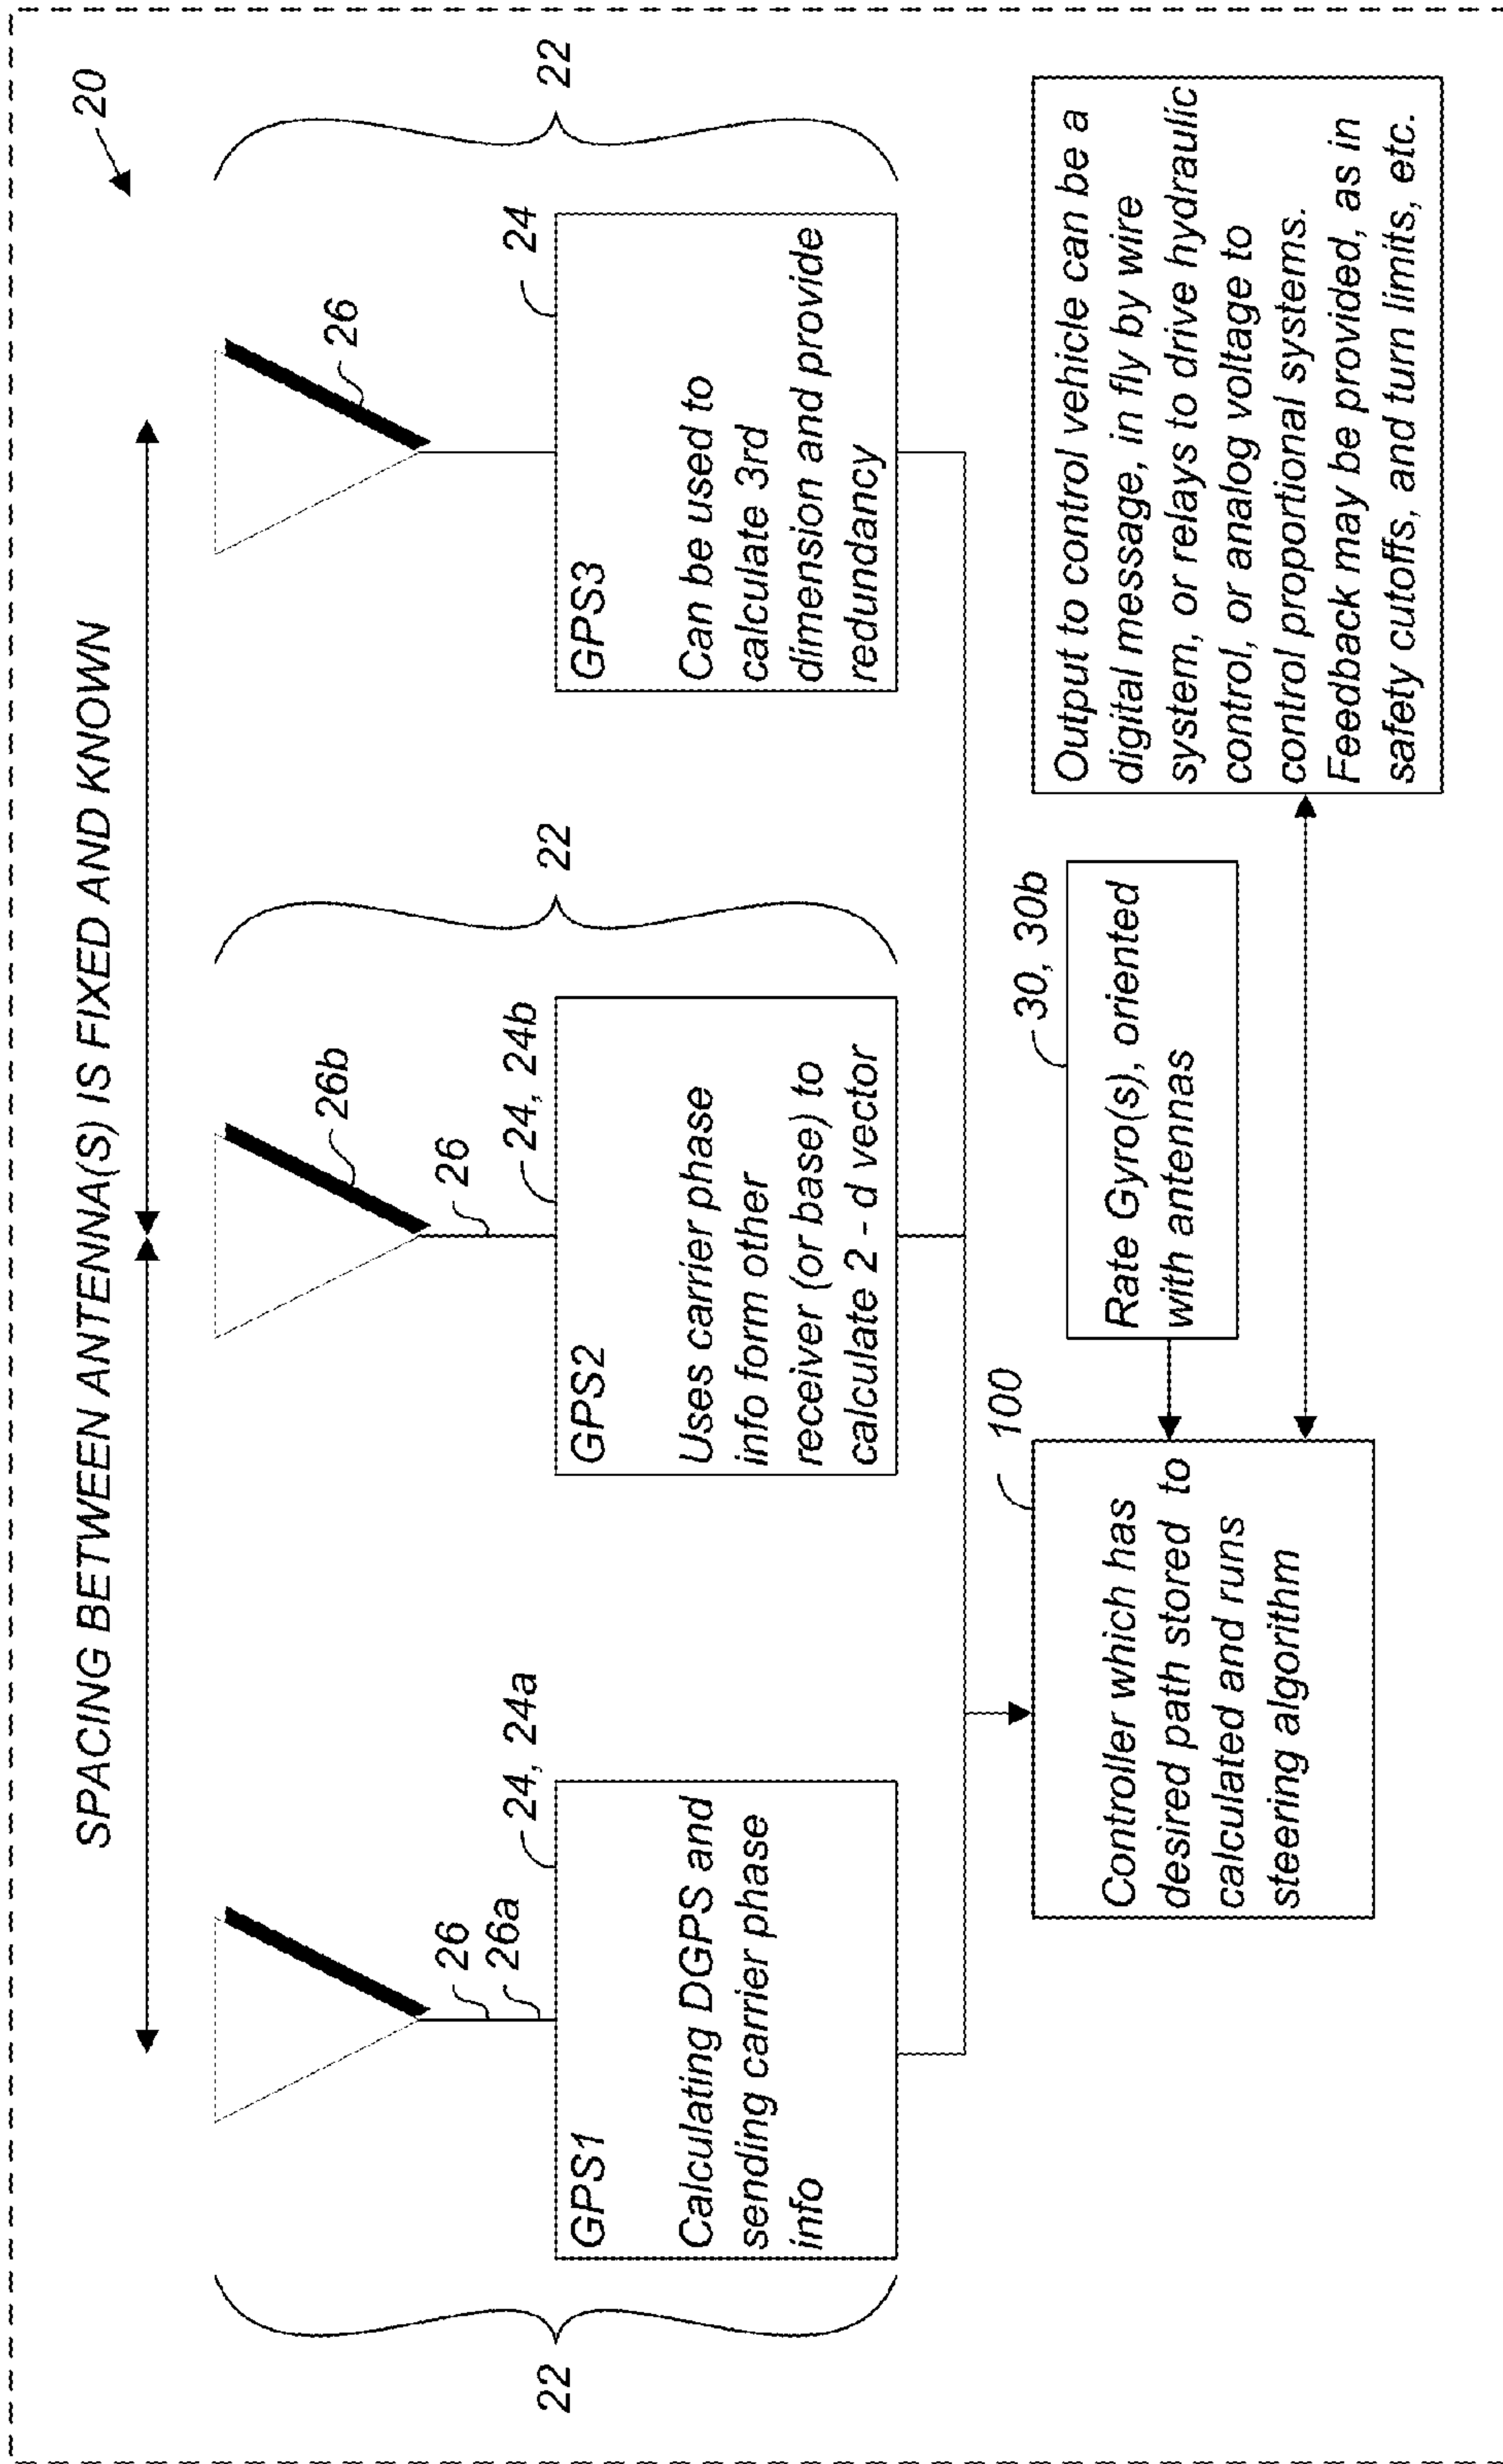 20
SPACING BETWEEN ANTENNA(S) IS FIXED AND KNOWN
26
26a
26b
26
26
24, 24a
24, 24b
24
22
22
22
GPS1
Calculating DGPS and
sending carrier phase
info
GPS2
Uses carrier phase
info form other
receiver (or base) to
calculate 2 - d vector
GPS3
Can be used to
calculate 3rd
dimension and provide
redundancy
100
Controller which has
desired path stored to
calculated and runs
steering algorithm
30, 30b
Rate Gyro(s), oriented
with antennas
Output to control vehicle can be a
digital message, in fly by wire
system, or relays to drive hydraulic
control, or analog voltage to
control proportional systems.
Feedback may be provided, as in
safety cutoffs, and turn limits, etc.